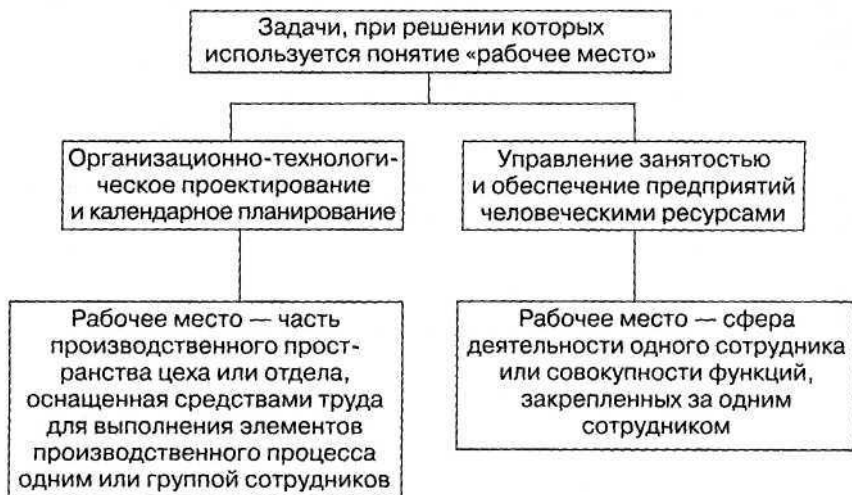 Задачи, при решении которых
используется понятие «рабочее место»
Организационно-технологи-
ческое проектирование
и календарное планирование
Управление занятостью
и обеспечение предприятий
человеческими ресурсами
Рабочее место — часть
производственного прост-
ранства цеха или отдела,
оснащенная средствами труда
для выполнения элементов
производственного процесса
одним или группой сотрудников
Рабочее место — сфера
деятельности одного сотрудника
или совокупности функций,
закрепленных за одним
сотрудником